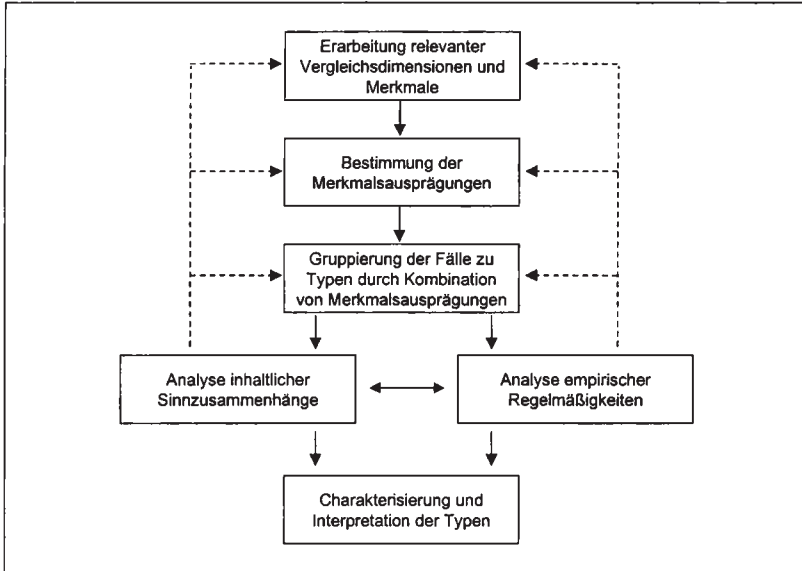 Erarbeitung relevanter
Vergleichsdimensionen und
Merkmale
Bestimmung der
Merkmalsausprägungen
Gruppierung der Fälle zu
Typen durch Kombination
von Merkmalsausprägungen
Analyse inhaltlicher
Sinnzusammenhänge
Analyse empirischer
Regelmäßigkeiten
Charakterisierung und
Interpretation der Typen